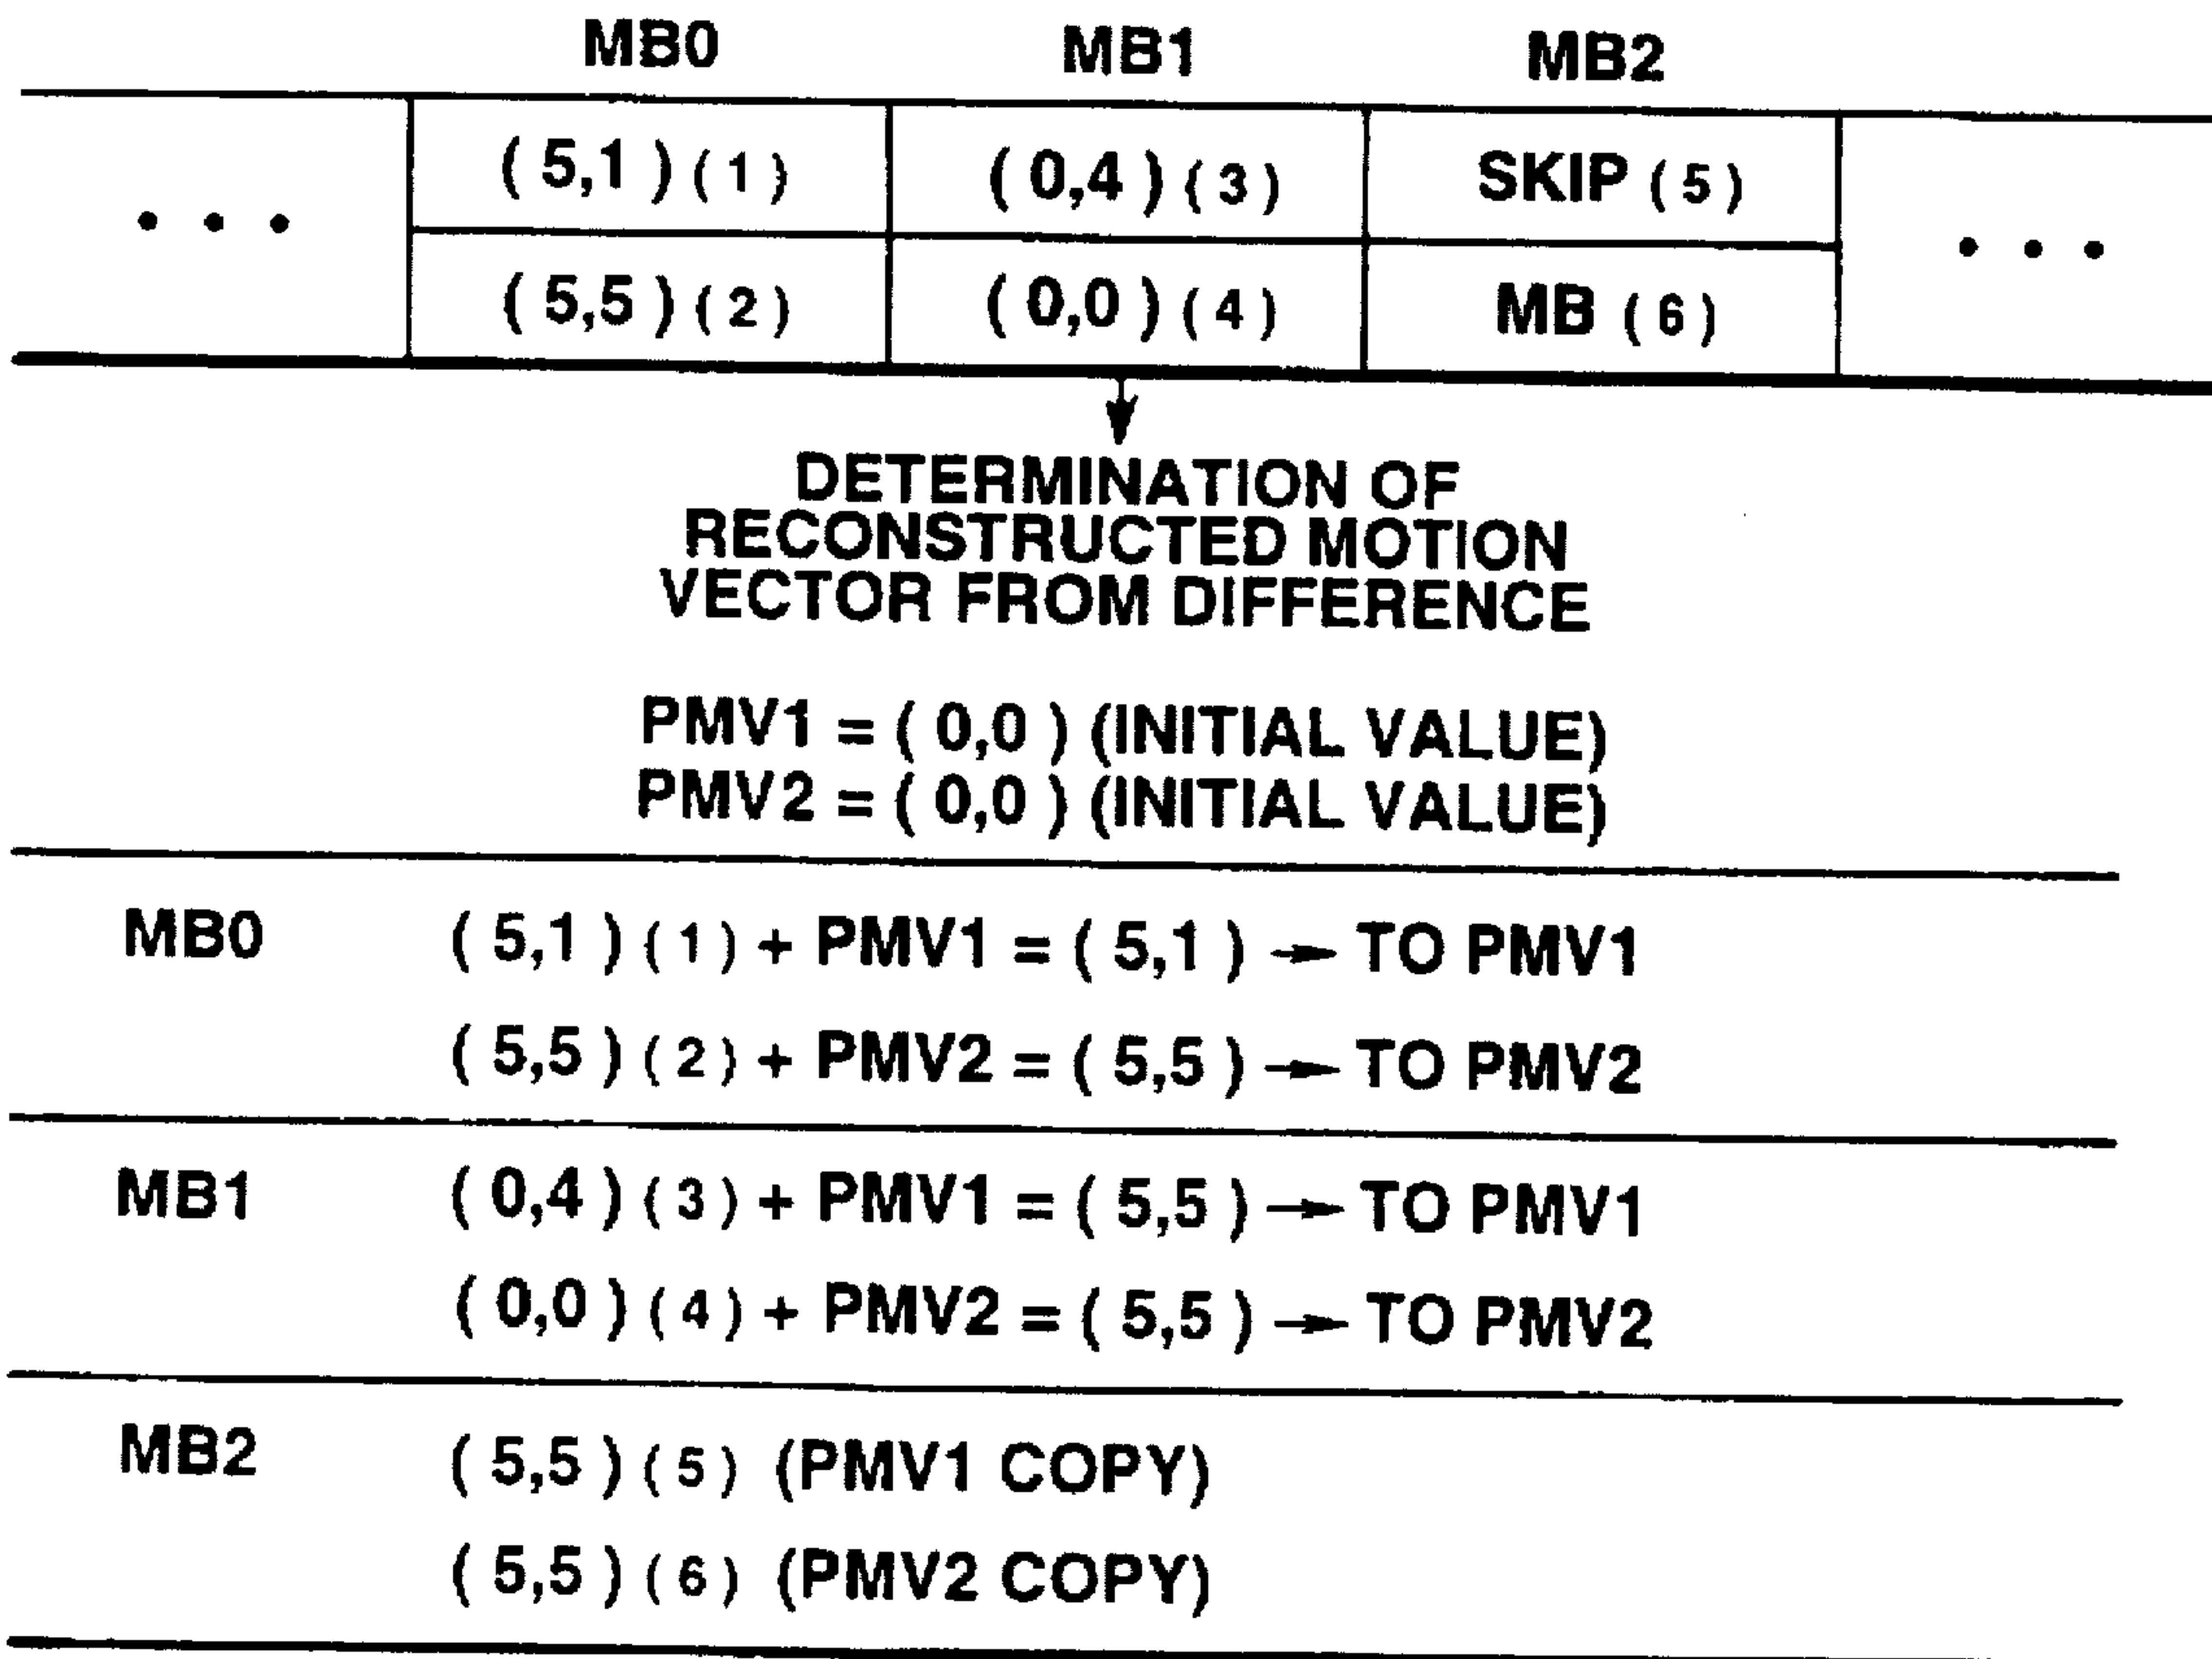 MB0 MB1 MB2
(5,1)(1) (0,4)(3) SKIP(5)
• • • • • •
(5,5)(2) (0,0)(4) MB(6)
DETERMINATION OF
RECONSTRUCTED MOTION
VECTOR FROM DIFFERENCE
PMV1 = (0,0) (INITIAL VALUE)
PMV2 = (0,0) (INITIAL VALUE)
MB0 (5,1)(1) + PMV1 = (5,1) → TO PMV1
(5,5)(2) + PMV2 = (5,5) → TO PMV2
MB1 (0,4)(3) + PMV1 = (5,5) → TO PMV1
(0,0)(4) + PMV2 = (5,5) → TO PMV2
MB2 (5,5)(5) (PMV1 COPY)
(5,5)(6) (PMV2 COPY)